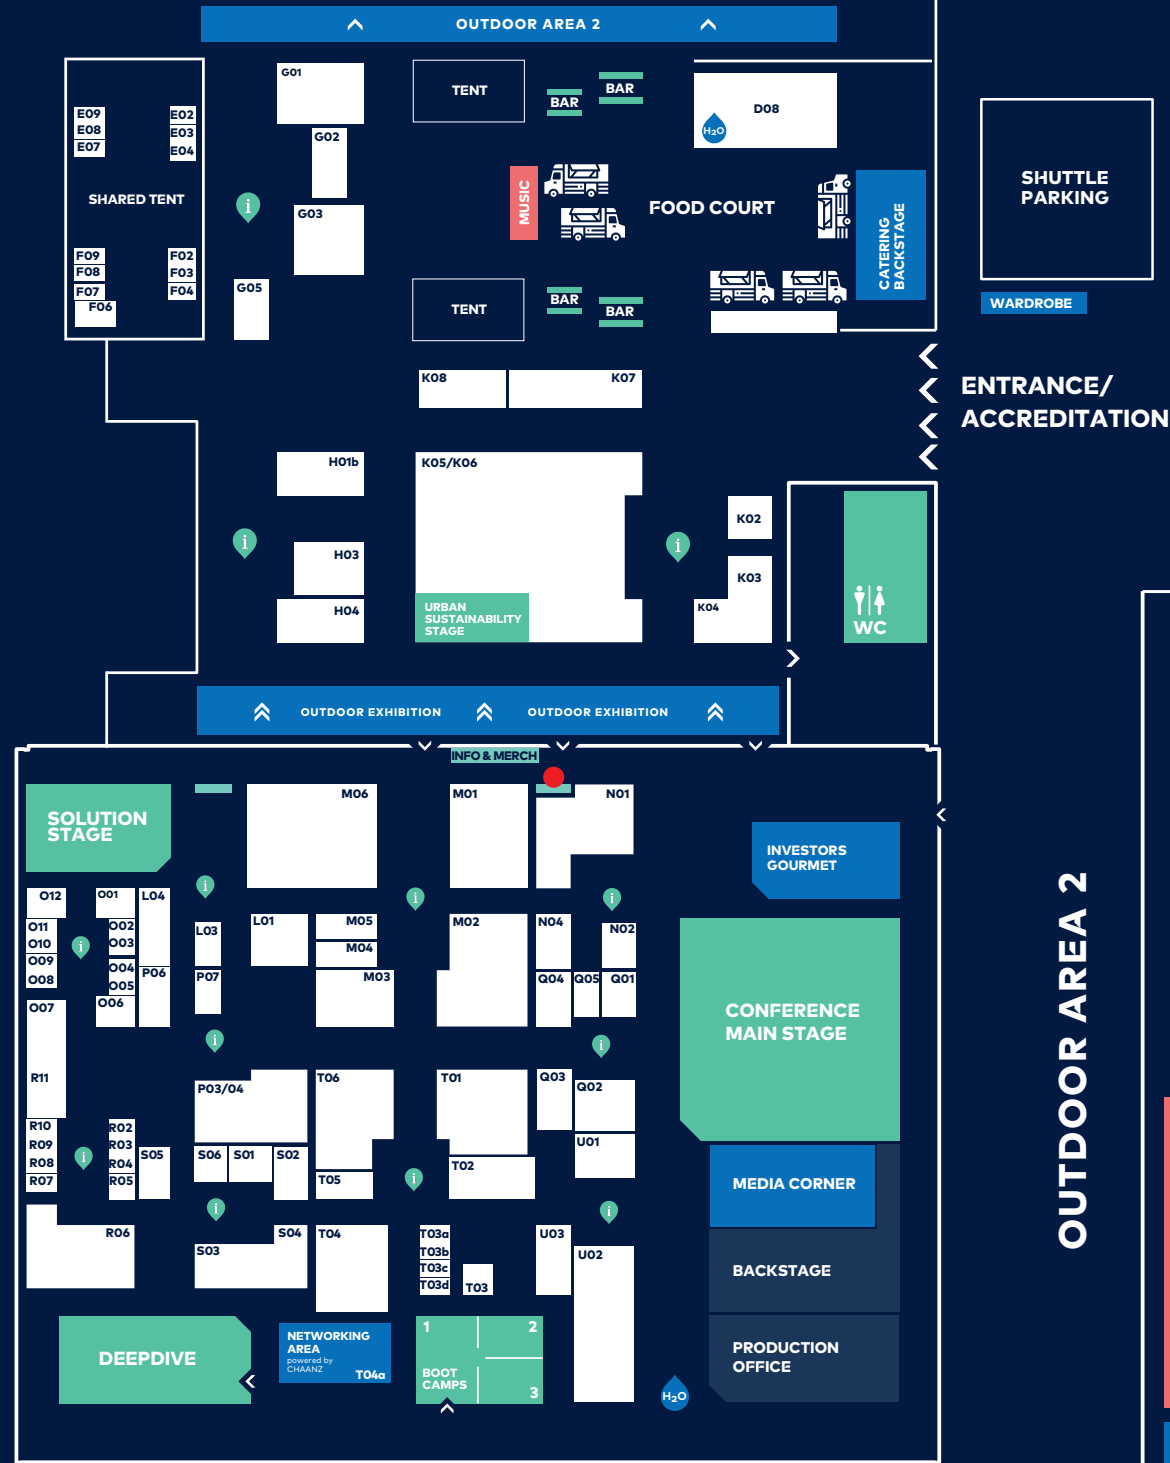 OUTDOOR AREA 2
G01
TENT
BAR
BAR
D08
H₂O
E09
E08
E07
E02
E03
E04
G02
SHARED TENT
G03
MUSIC
FOOD COURT
CATERING
BACKSTAGE
SHUTTLE
PARKING
WARDROBE
F09
F08
F07
F06
F02
F03
F04
G05
TENT
BAR
BAR
K08
K07
ENTRANCE/
ACCREDITATION
H01b
K05/K06
K02
H03
K03
H04
K04
URBAN
SUSTAINABILITY
STAGE
WC
OUTDOOR EXHIBITION
OUTDOOR EXHIBITION
INFO & MERCH
SOLUTION
STAGE
M06
M01
N01
INVESTORS
GOURMET
O12
O01
L04
O11
O10
O09
O08
O02
O03
O04
O05
O06
L03
L01
M05
M04
M03
M02
N04
N02
P06
P07
Q04
Q05
Q01
O07
R11
CONFERENCE
MAIN STAGE
OUTDOOR AREA 2
P03/04
T06
T01
Q03
Q02
R10
R09
R08
R07
R02
R03
R04
R05
S05
S06
S01
S02
T05
T02
U01
MEDIA CORNER
R06
S03
S04
T04
T03a
T03b
T03c
T03d
T03
U03
U02
BACKSTAGE
DEEPDIVE
NETWORKING
AREA
powered by
CHAANZ
T04a
1
2
BOOT
CAMPS
3
H₂O
PRODUCTION
OFFICE